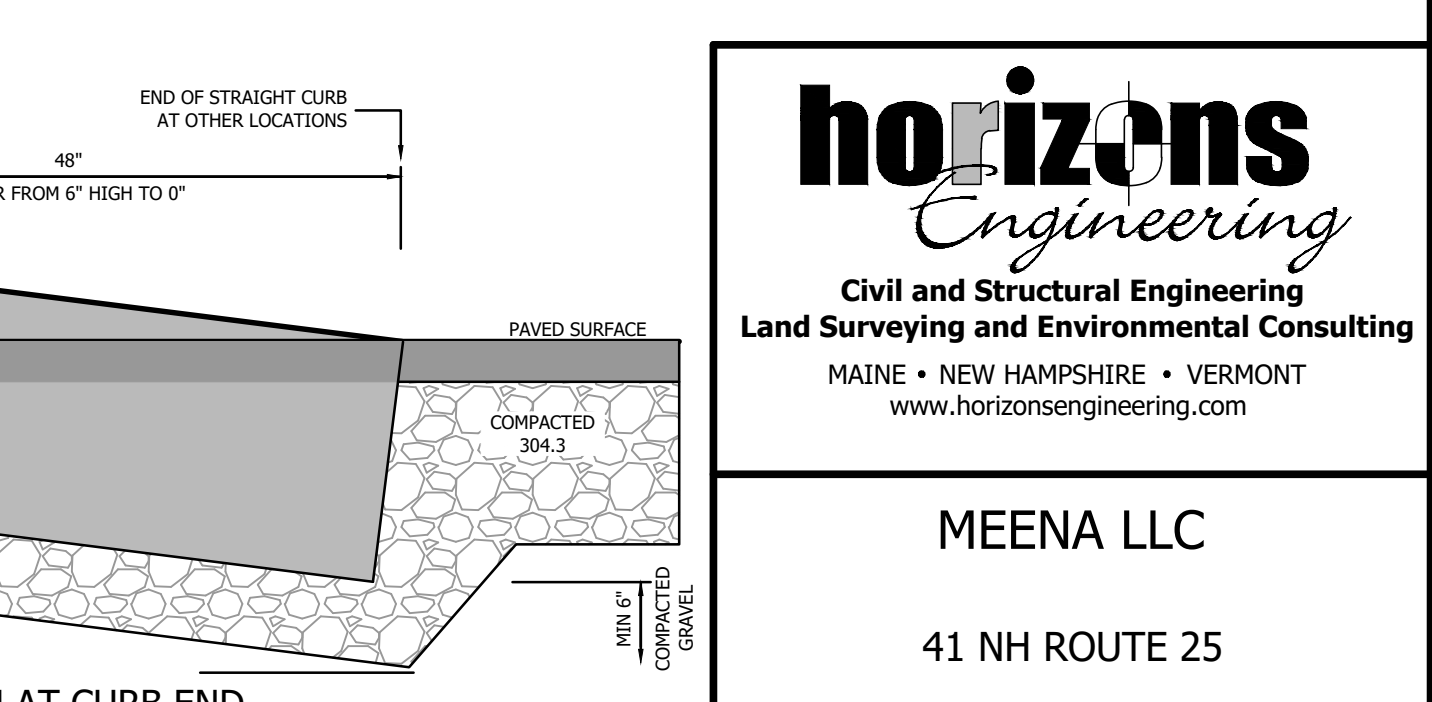 END OF STRAIGHT CURB
AT OTHER LOCATIONS
48"
FROM 6" HIGH TO 0"
PAVED SURFACE
COMPACTED
304.3
MIN 6"
COMPACTED
GRAVEL
AT CURB END
horizons
Engineering
Civil and Structural Engineering
Land Surveying and Environmental Consulting
MAINE • NEW HAMPSHIRE • VERMONT
www.horizonsengineering.com
MEENA LLC
41 NH ROUTE 25